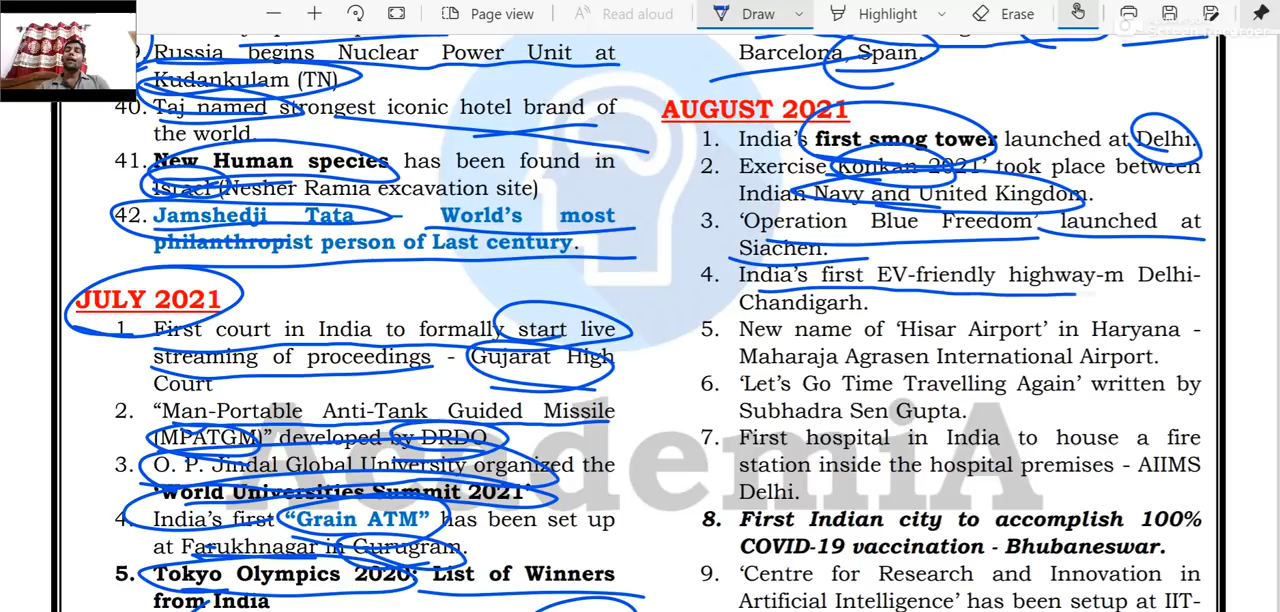 Page view
Read aloud
Draw
Highlight
Erase
Screen Recorder
Russia begins Nuclear Power Unit at
Kudankulam (TN)
40. Taj named strongest iconic hotel brand of
the world.
41. New Human species has been found in
Israel (Nesher Ramia excavation site)
42. Jamshedji Tata – World's most
philanthropist person of Last century.
JULY 2021
1. First court in India to formally start live
streaming of proceedings - Gujarat High
Court
2. “Man-Portable Anti-Tank Guided Missile
(MPATGM)” developed by DRDO
3. O. P. Jindal Global University organized the
‘World Universities Summit 2021’
4. India's first “Grain ATM” has been set up
at Farukhnagar in Gurugram.
5. Tokyo Olympics 2020: List of Winners
from India
Barcelona, Spain.
AUGUST 2021
1. India's first smog tower launched at Delhi.
2. Exercise Konkan 2021’ took place between
Indian Navy and United Kingdom.
3. ‘Operation Blue Freedom’ launched at
Siachen.
4. India's first EV-friendly highway-m Delhi-
Chandigarh.
5. New name of ‘Hisar Airport’ in Haryana -
Maharaja Agrasen International Airport.
6. ‘Let's Go Time Travelling Again’ written by
Subhadra Sen Gupta.
7. First hospital in India to house a fire
station inside the hospital premises - AIIMS
Delhi.
8. First Indian city to accomplish 100%
COVID-19 vaccination - Bhubaneswar.
9. ‘Centre for Research and Innovation in
Artificial Intelligence’ has been setup at IIT-
AcademiA